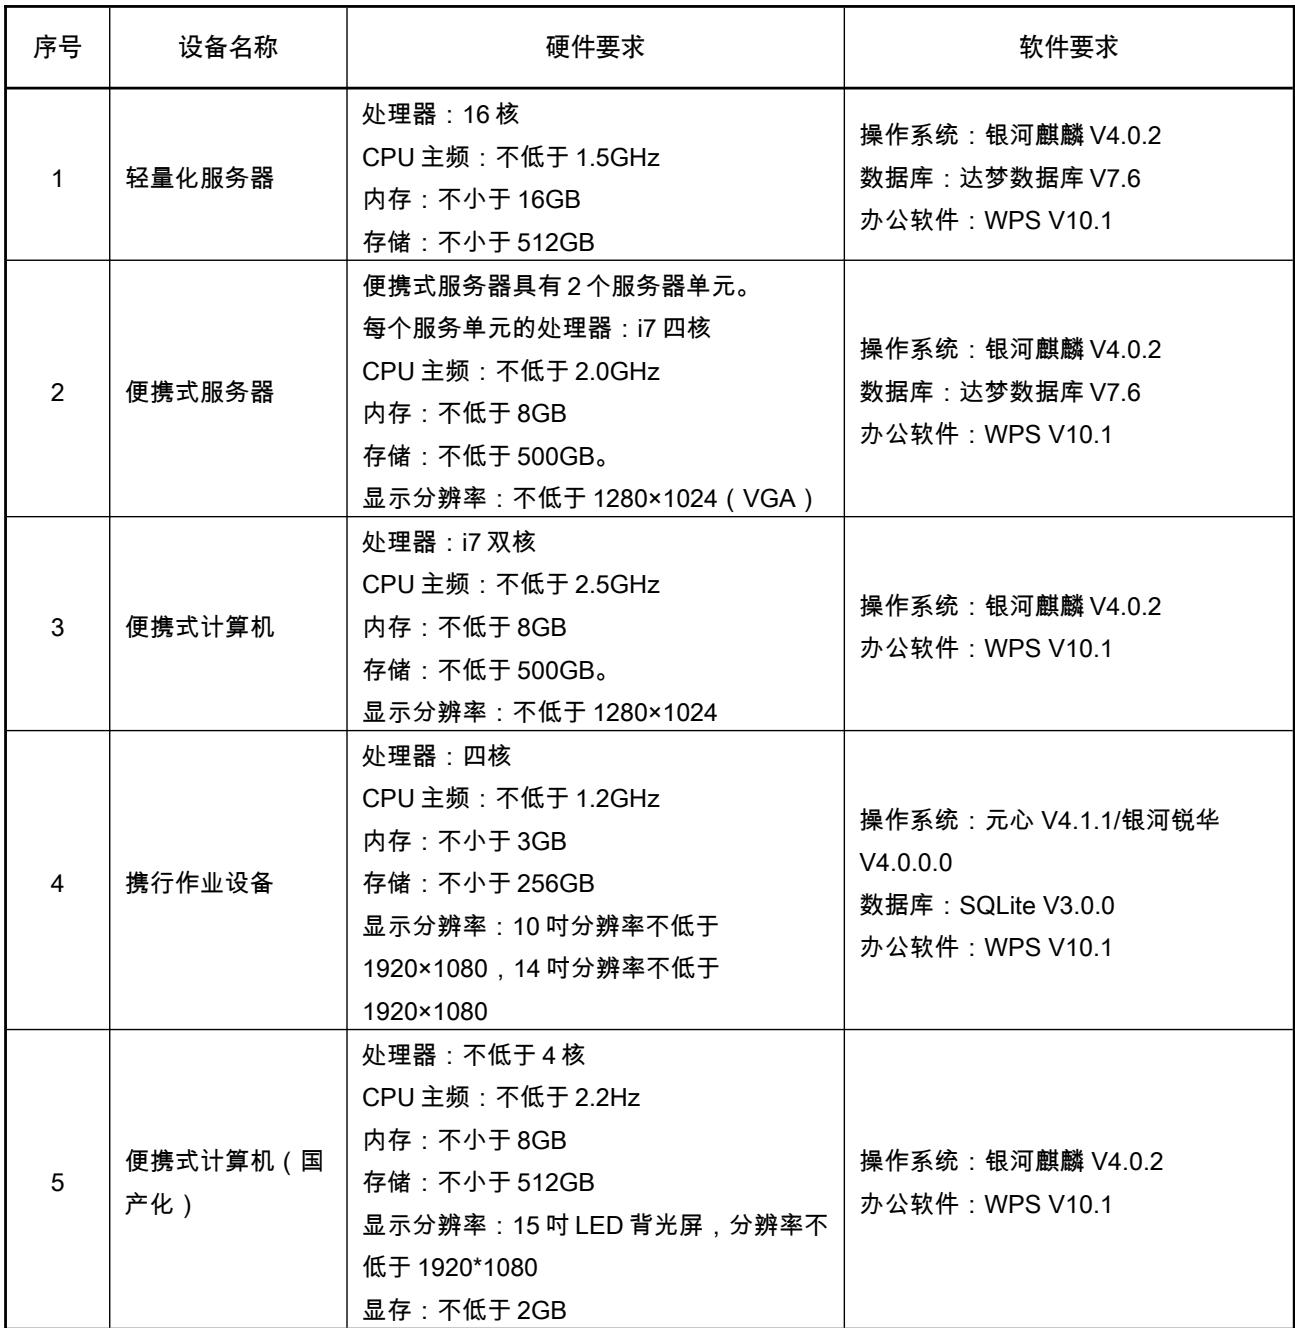 序号 设备名称 硬件要求 软件要求
1
轻量化服务器
处理器：16 核
CPU 主频：不低于 1.5GHz
内存：不小于 16GB
存储：不小于 512GB
操作系统：银河麒麟 V4.0.2
数据库：达梦数据库 V7.6
办公软件：WPS V10.1
2
便携式服务器
便携式服务器具有 2 个服务器单元。
每个服务单元的处理器：i7 四核
CPU 主频：不低于 2.0GHz
内存：不低于 8GB
存储：不低于 500GB。
显示分辨率：不低于 1280×1024（VGA）
操作系统：银河麒麟 V4.0.2
数据库：达梦数据库 V7.6
办公软件：WPS V10.1
3
便携式计算机
处理器：i7 双核
CPU 主频：不低于 2.5GHz
内存：不低于 8GB
存储：不低于 500GB。
显示分辨率：不低于 1280×1024
操作系统：银河麒麟 V4.0.2
办公软件：WPS V10.1
4
携行作业设备
处理器：四核
CPU 主频：不低于 1.2GHz
内存：不小于 3GB
存储：不小于 256GB
显示分辨率：10 吋分辨率不低于
1920×1080，14 吋分辨率不低于
1920×1080
操作系统：元心 V4.1.1/银河锐华
V4.0.0.0
数据库：SQLite V3.0.0
办公软件：WPS V10.1
5
便携式计算机（国
产化）
处理器：不低于 4 核
CPU 主频：不低于 2.2Hz
内存：不小于 8GB
存储：不小于 512GB
显示分辨率：15 吋 LED 背光屏，分辨率不
低于 1920*1080
显存：不低于 2GB
操作系统：银河麒麟 V4.0.2
办公软件：WPS V10.1